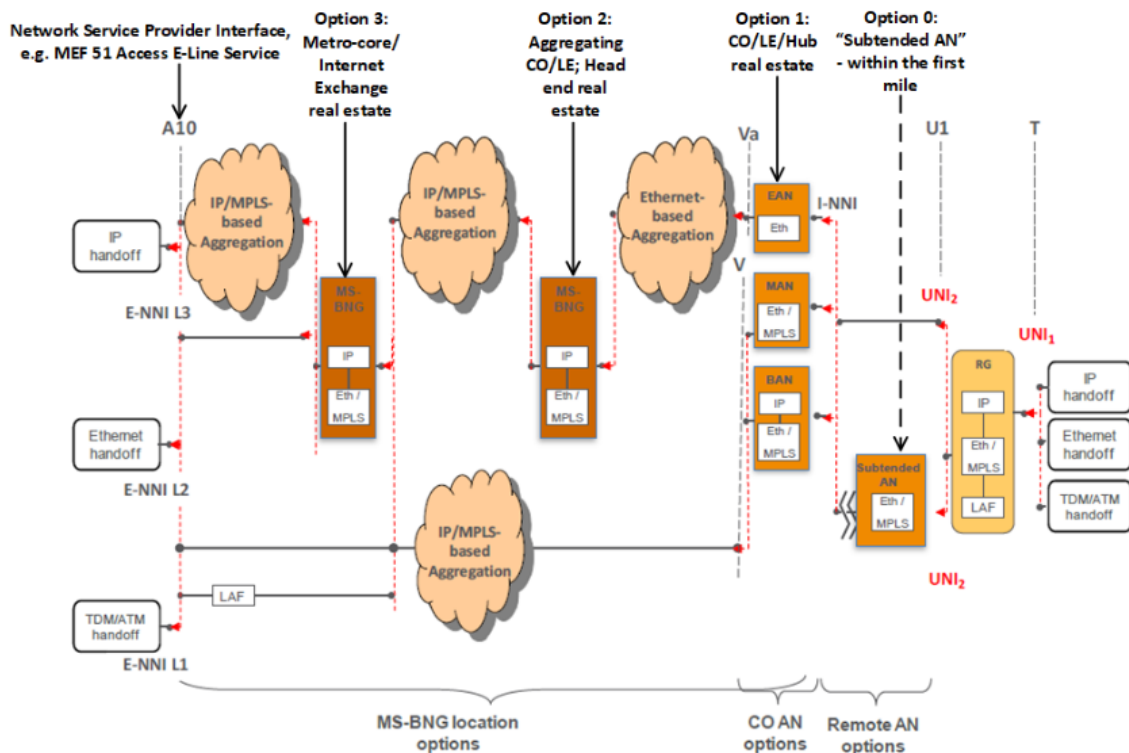 Network Service Provider Interface,
e.g. MEF 51 Access E-Line Service
Option 3:
Metro-core/
Internet
Exchange
real estate
Option 2:
Aggregating
CO/LE; Head
end real
estate
Option 1:
CO/LE/Hub
real estate
Option 0:
“Subtended AN”
- within the first
mile
A10
Va
U1
T
IP/MPLS-
based
Aggregation
IP/MPLS-
based
Aggregation
Ethernet-
based
Aggregation
EAN
Eth
I-NNI
IP
handoff
E-NNI L3
V
MS-
BNG
IP
Eth /
MPLS
MS-
BNG
IP
Eth /
MPLS
MAN
Eth /
MPLS
UNI2
UNI1
BAN
IP
Eth /
MPLS
RG
IP
Eth /
MPLS
LAF
IP
handoff
Ethernet
handoff
TDM/ATM
handoff
Ethernet
handoff
E-NNI L2
Subtended
AN
Eth /
MPLS
IP/MPLS-
based
Aggregation
UNI2
LAF
TDM/ATM
handoff
E-NNI L1
MS-BNG location
options
CO AN
options
Remote AN
options